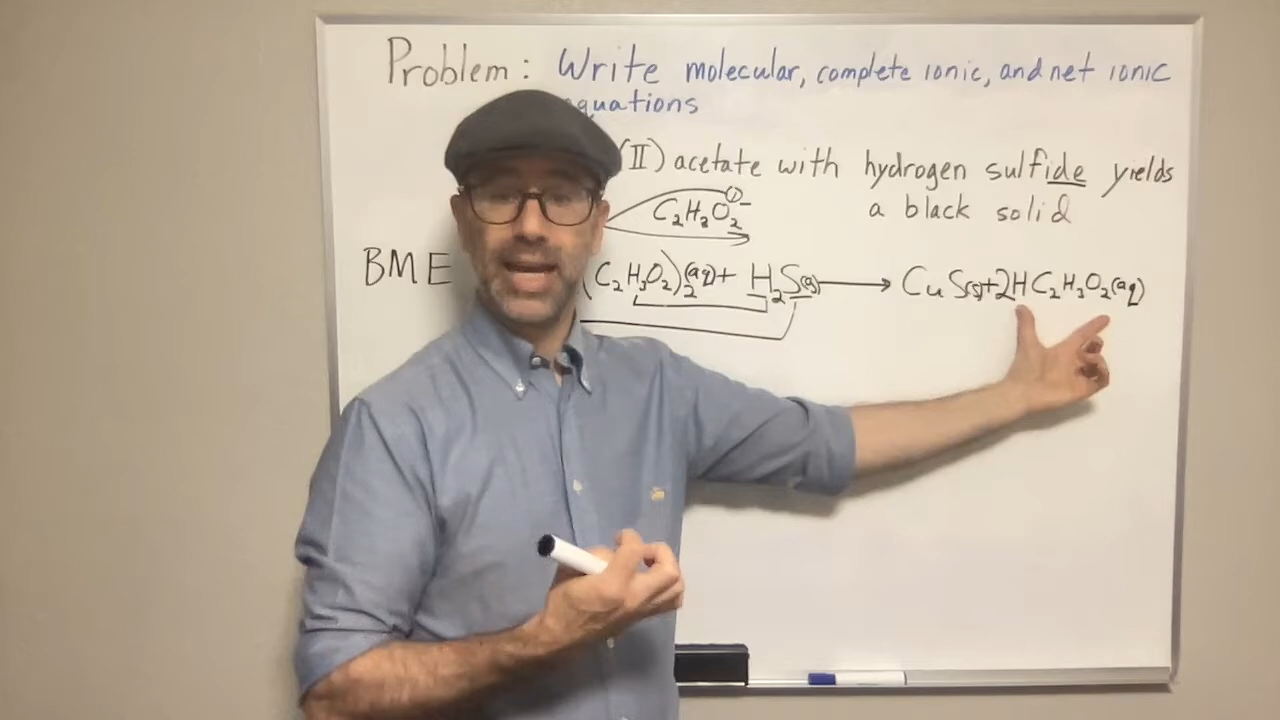 Problem: Write molecular, complete ionic, and net ionic
equations
(II) acetate with hydrogen sulfide yields
a black solid
C₂H₃O₂⁻
BME (C₂H₃O₂)₂(aq) + H₂S(g) → CuS(s) + 2HC₂H₃O₂(aq)